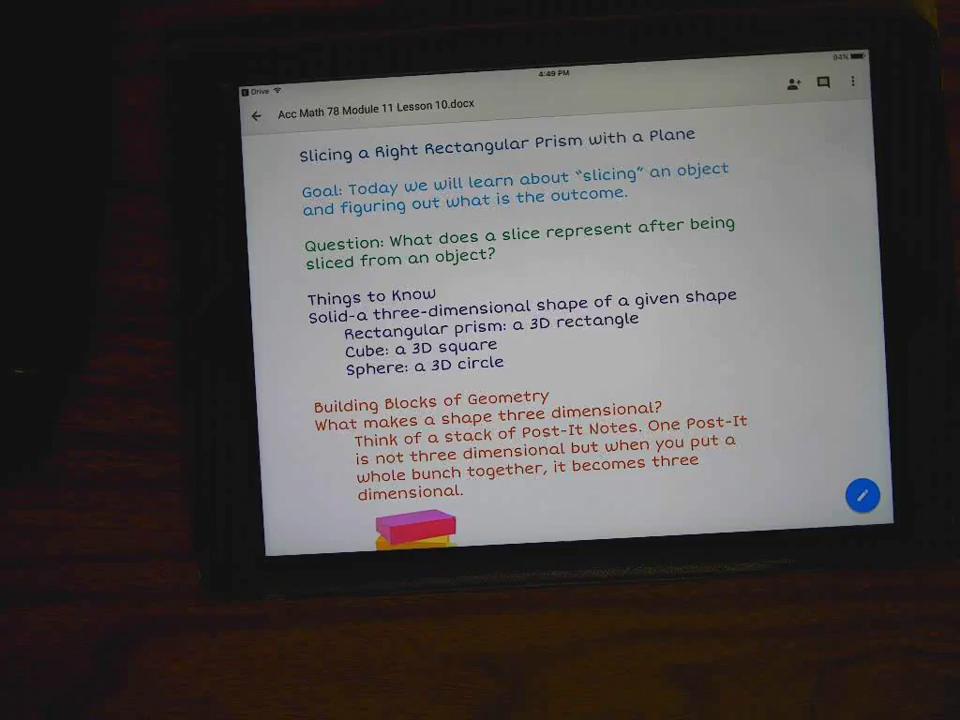 Drive
4:49 PM
94%
Acc Math 78 Module 11 Lesson 10.docx
Slicing a Right Rectangular Prism with a Plane
Goal: Today we will learn about "slicing" an object
and figuring out what is the outcome.
Question: What does a slice represent after being
sliced from an object?
Things to Know
Solid-a three-dimensional shape of a given shape
Rectangular prism: a 3D rectangle
Cube: a 3D square
Sphere: a 3D circle
Building Blocks of Geometry
What makes a shape three dimensional?
Think of a stack of Post-It Notes. One Post-It
is not three dimensional but when you put a
whole bunch together, it becomes three
dimensional.